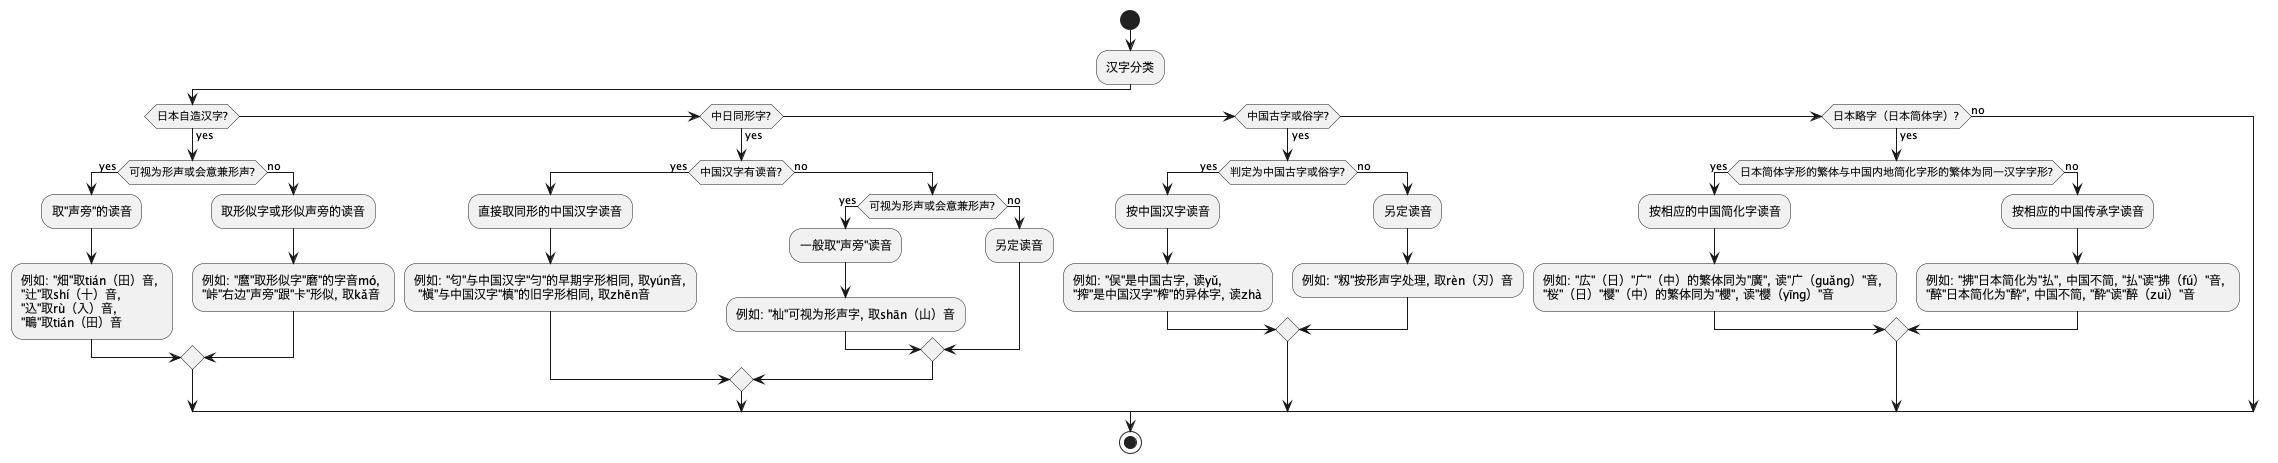 汉字分类
日本自造汉字?
yes
可视为形声或会意兼形声?
yes
no
取"声旁"的读音
取形似字或形似声旁的读音
例如: "畑"取tián（田）音,
"辻"取shí（十）音,
"込"取rù（入）音,
"鴫"取tián（田）音
例如: "麿"取形似字"磨"的字音mó,
"峠"右边"声旁"跟"卡"形似, 取kǎ音
中日同形字?
yes
中国汉字有读音?
yes
no
直接取同形的中国汉字读音
例如: "匂"与中国汉字"匀"的早期字形相同, 取yún音,
"槇"与中国汉字"槙"的旧字形相同, 取zhēn音
可视为形声或会意兼形声?
yes
no
一般取"声旁"读音
另定读音
例如: "杣"可视为形声字, 取shān（山）音
中国古字或俗字?
yes
判定为中国古字或俗字?
yes
no
按中国汉字读音
另定读音
例如: "俣"是中国古字, 读yǔ,
"搾"是中国汉字"榨"的异体字, 读zhà
例如: "籾"按形声字处理, 取rèn（刃）音
日本略字（日本简体字）?
no
yes
日本简体字形的繁体与中国内地简化字形的繁体为同一汉字字形?
yes
no
按相应的中国简化字读音
按相应的中国传承字读音
例如: "広"（日）"广"（中）的繁体同为"廣", 读"广（guǎng）"音,
"桜"（日）"樱"（中）的繁体同为"櫻", 读"樱（yīng）"音
例如: "拂"日本简化为"払", 中国不简, "払"读"拂（fú）"音,
"醉"日本简化为"酔", 中国不简, "酔"读"醉（zuì）"音